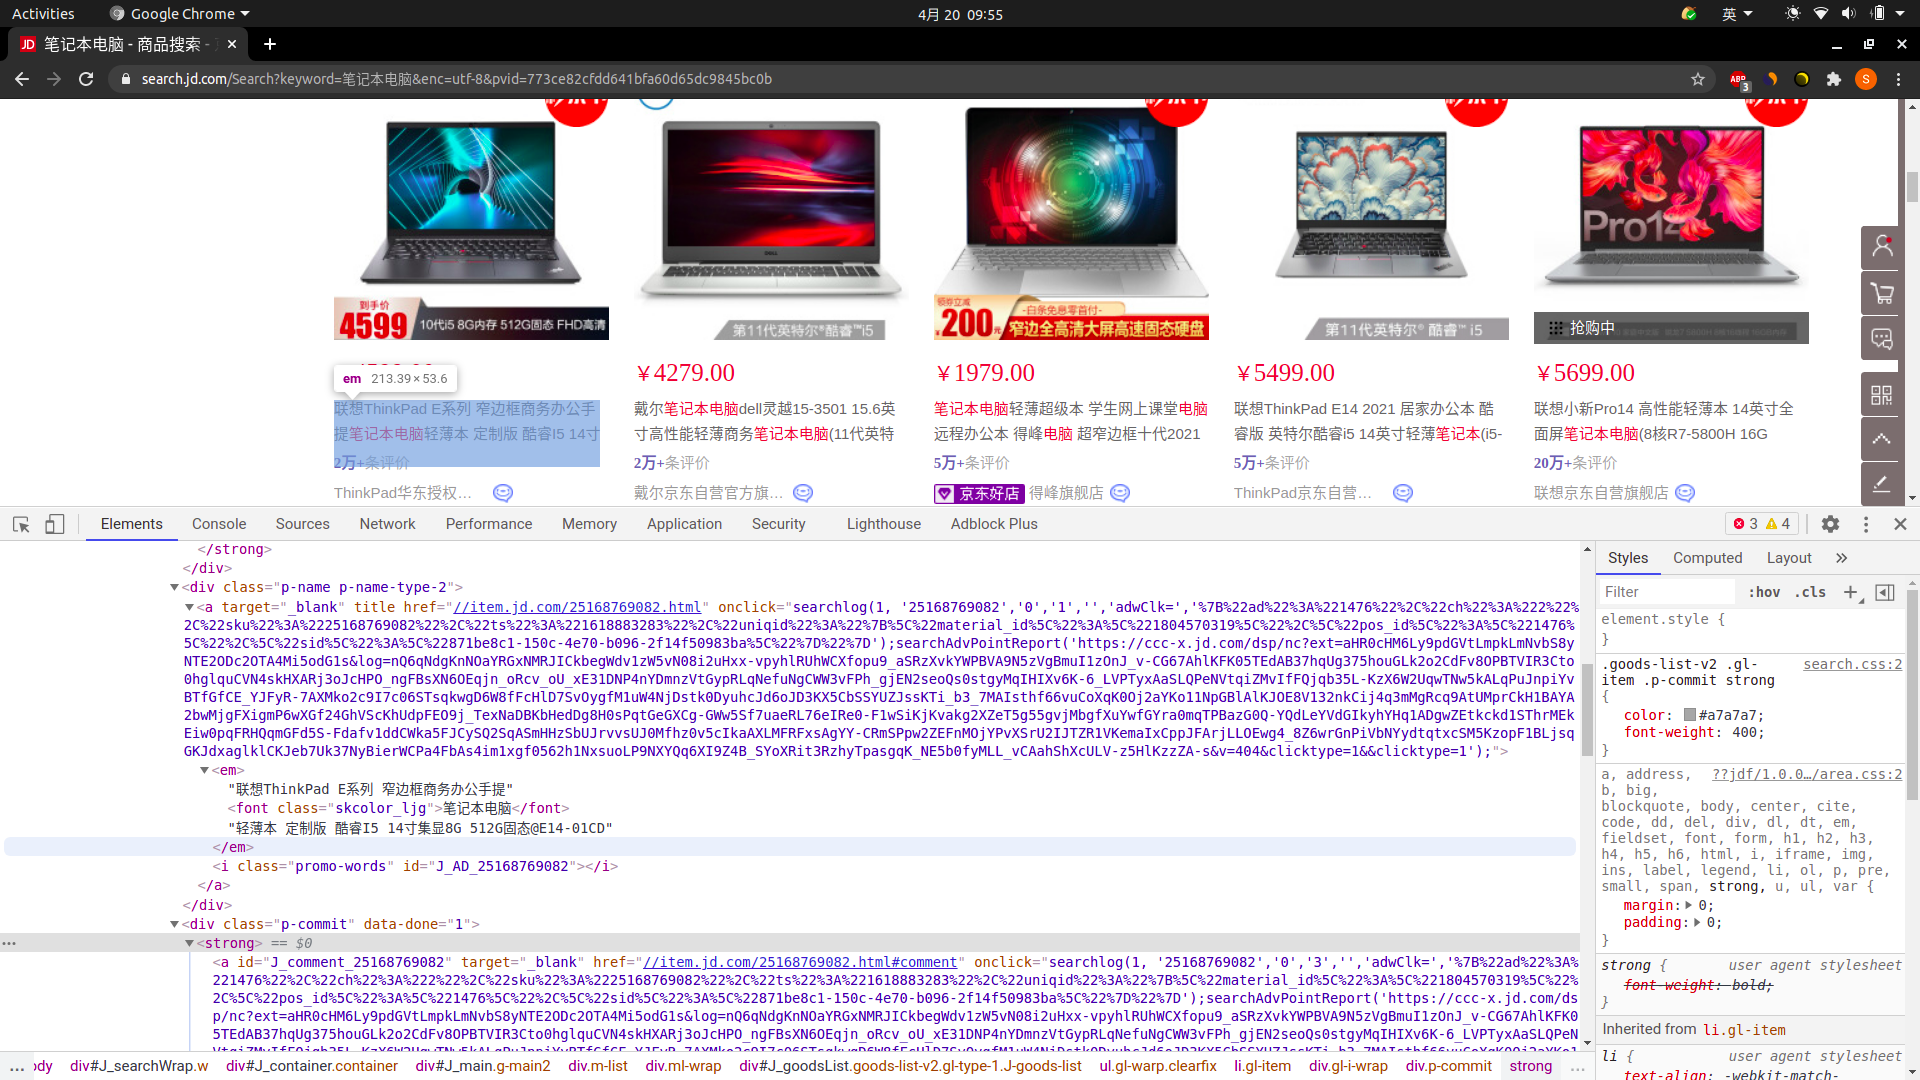 Activities
Google Chrome
4月 20 09:55
英
笔记本电脑 - 商品搜索 -
search.jd.com/Search?keyword=笔记本电脑&enc=utf-8&pvid=773ce82cfdd641bfa60d65dc9845bc0b
ABP 3
S
到手价
4599
10代i5 8G内存 512G固态 FHD高清
第11代英特尔®酷睿™i5
领券立减
200元
-白条免息零首付-
窄边全高清大屏高速固态硬盘
第11代英特尔® 酷睿™ i5
Pro14
抢购中
em 213.39 × 53.6
￥4279.00
￥1979.00
￥5499.00
￥5699.00
联想ThinkPad E系列 窄边框商务办公手
提笔记本电脑轻薄本 定制版 酷睿I5 14寸
2万+条评价
ThinkPad华东授权…
戴尔笔记本电脑dell灵越15-3501 15.6英
寸高性能轻薄商务笔记本电脑(11代英特
2万+条评价
戴尔京东自营官方旗…
笔记本电脑轻薄超级本 学生网上课堂电脑
远程办公本 得峰电脑 超窄边框十代2021
5万+条评价
京东好店 得峰旗舰店
联想ThinkPad E14 2021 居家办公本 酷
睿版 英特尔酷睿i5 14英寸轻薄笔记本(i5-
5万+条评价
ThinkPad京东自营…
联想小新Pro14 高性能轻薄本 14英寸全
面屏笔记本电脑(8核R7-5800H 16G
20万+条评价
联想京东自营旗舰店
Elements Console Sources Network Performance Memory Application Security Lighthouse Adblock Plus
3 4
</strong>
</div>
<div class="p-name p-name-type-2">
<a target="_blank" title href="//item.jd.com/25168769082.html" onclick="searchlog(1, '25168769082','0','1','','adwClk=','%7B%22ad%22%3A%221476%22%2C%22ch%22%3A%222%22%
2C%22sku%22%3A%2225168769082%22%2C%22ts%22%3A%221618883283%22%2C%22uniqid%22%3A%22%7B%5C%22material_id%5C%22%3A%5C%221804570319%5C%22%2C%5C%22pos_id%5C%22%3A%5C%221476%
5C%22%2C%5C%22sid%5C%22%3A%5C%22871be8c1-150c-4e70-b096-2f14f50983ba%5C%22%7D%22%7D');searchAdvPointReport('https://ccc-x.jd.com/dsp/nc?ext=aHR0cHM6Ly9pdGVtLmpkLmNvbS8y
<em>
"联想ThinkPad E系列 窄边框商务办公手提"
<font class="skcolor_ljg">笔记本电脑</font>
"轻薄本 定制版 酷睿I5 14寸集显8G 512G固态@E14-01CD"
</em>
<i class="promo-words" id="J_AD_25168769082"></i>
</a>
</div>
<div class="p-commit" data-done="1">
<strong> == $0
<a id="J_comment_25168769082" target="_blank" href="//item.jd.com/25168769082.html#comment" onclick="searchlog(1, '25168769082','0','3','','adwClk=','%7B%22ad%22%3A%
221476%22%2C%22ch%22%3A%222%22%2C%22sku%22%3A%2225168769082%22%2C%22ts%22%3A%221618883283%22%2C%22uniqid%22%3A%22%7B%5C%22material_id%5C%22%3A%5C%221804570319%5C%22%
2C%5C%22pos_id%5C%22%3A%5C%221476%5C%22%2C%5C%22sid%5C%22%3A%5C%22871be8c1-150c-4e70-b096-2f14f50983ba%5C%22%7D%22%7D');searchAdvPointReport('https://ccc-x.jd.com/ds
… ody div#J_searchWrap.w div#J_container.container div#J_main.g-main2 div.m-list div.ml-wrap div#J_goodsList.goods-list-v2.gl-type-1.J-goods-list ul.gl-warp.clearfix li.gl-item div.gl-i-wrap div.p-commit strong …
Styles Computed Layout
Filter :hov .cls
element.style {
}
.goods-list-v2 .gl- search.css:2
item .p-commit strong
{
color: #a7a7a7;
font-weight: 400;
}
a, address, ??jdf/1.0.0…/area.css:2
b, big,
blockquote, body, center, cite,
code, dd, del, div, dl, dt, em,
fieldset, font, form, h1, h2, h3,
h4, h5, h6, html, i, iframe, img,
ins, label, legend, li, ol, p, pre,
small, span, strong, u, ul, var {
margin: 0;
padding: 0;
}
strong { user agent stylesheet
font-weight: bold;
}
Inherited from li.gl-item
li { user agent stylesheet
text-align: -webkit-match-